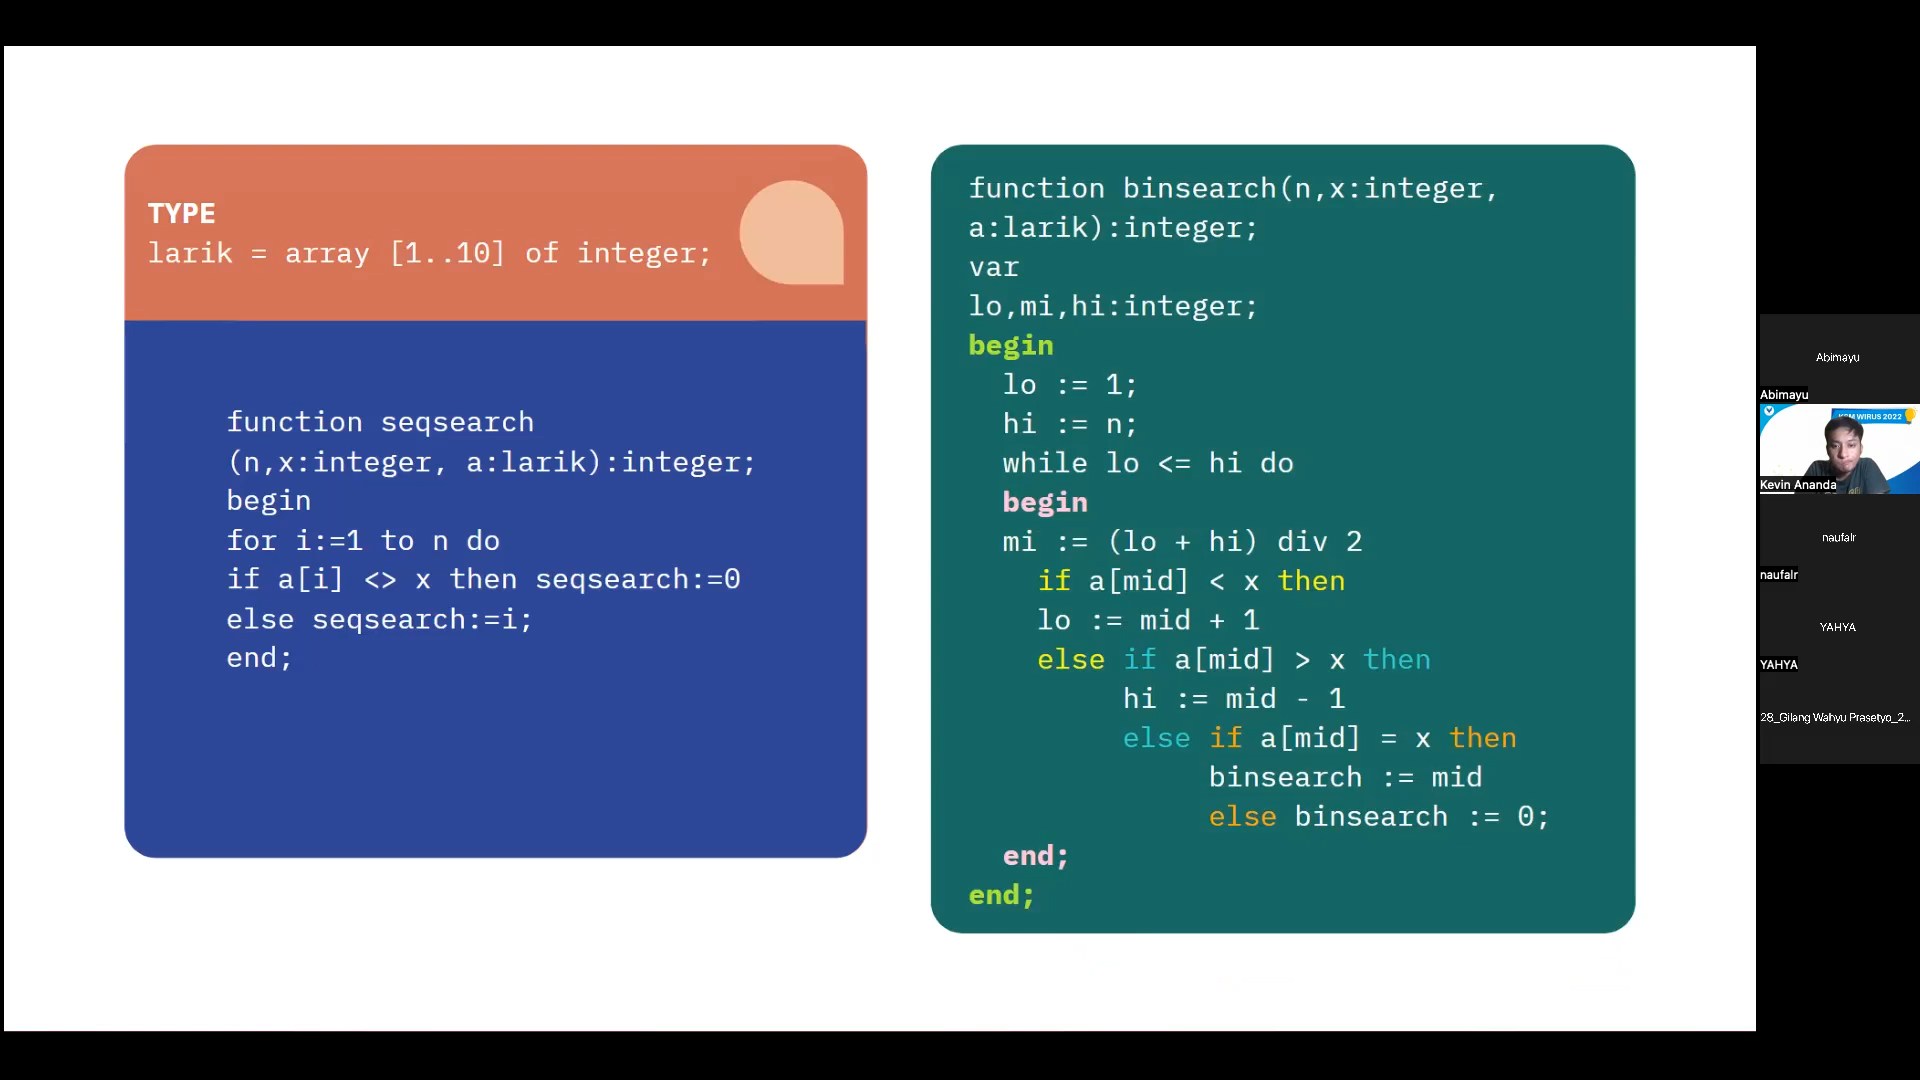 TYPE
larik = array [1..10] of integer;
function seqsearch
(n,x:integer, a:larik):integer;
begin
for i:=1 to n do
if a[i] <> x then seqsearch:=0
else seqsearch:=i;
end;
function binsearch(n,x:integer,
a:larik):integer;
var
lo,mi,hi:integer;
begin
lo := 1;
hi := n;
while lo <= hi do
begin
mi := (lo + hi) div 2
if a[mid] < x then
lo := mid + 1
else if a[mid] > x then
hi := mid - 1
else if a[mid] = x then
binsearch := mid
else binsearch := 0;
end;
end;
Abimayu
Abimayu
WIRUS 2022
Kevin Ananda
naufalr
naufalr
YAHYA
YAHYA
28_Gilang Wahyu Prasetyo_2...